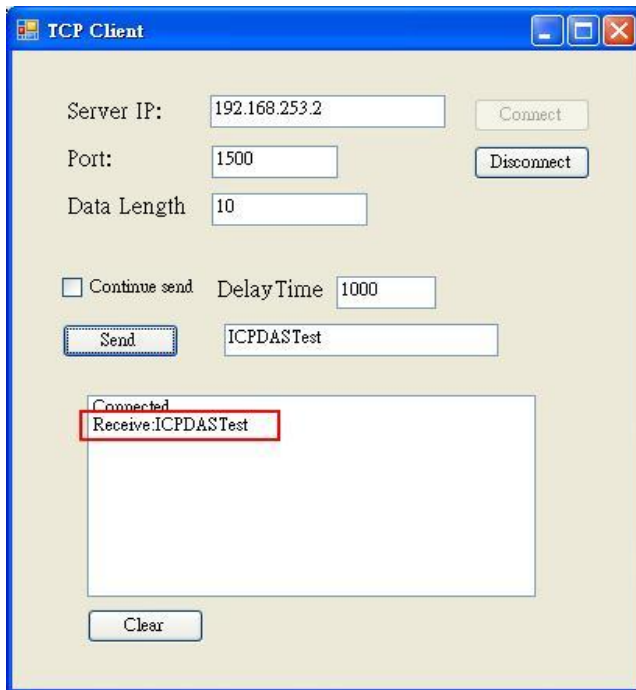 TCP Client
Server IP: 192.168.253.2 Connect
Port: 1500 Disconnect
Data Length 10
Continue send DelayTime 1000
Send ICPDASTest
Connected
Receive:ICPDASTest
Clear